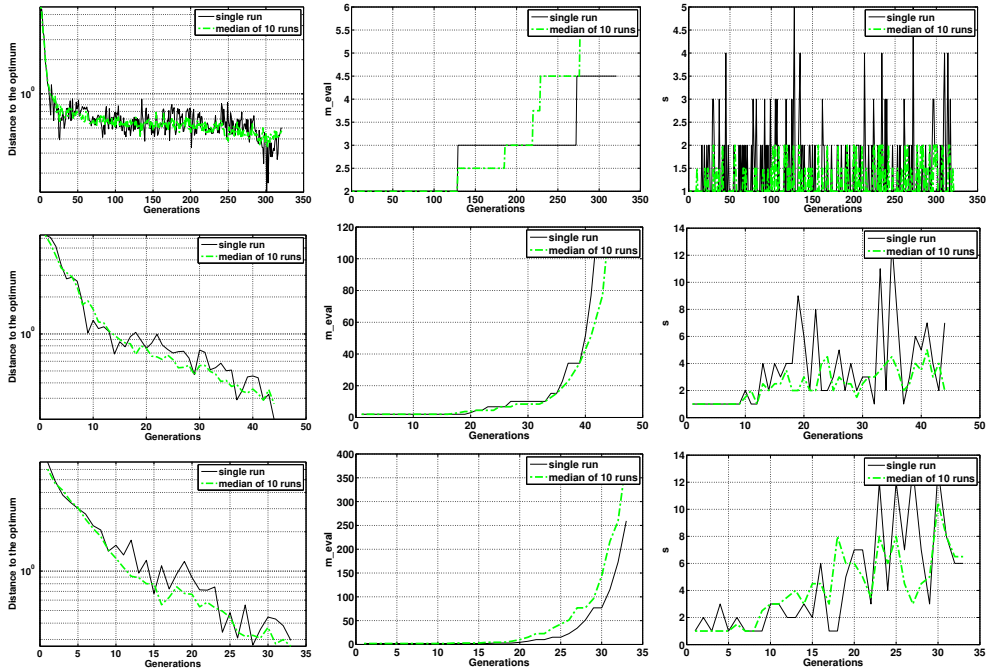 single run
median of 10 runs
Distance to the optimum
10⁰
0 50 100 150 200 250 300 350
Generations
single run
median of 10 runs
m_eval
6
5.5
5
4.5
4
3.5
3
2.5
2
0 50 100 150 200 250 300 350
Generations
single run
median of 10 runs
s
5
4.5
4
3.5
3
2.5
2
1.5
1
0 50 100 150 200 250 300 350
Generations
single run
median of 10 runs
Distance to the optimum
10⁰
0 10 20 30 40 50
Generations
single run
median of 10 runs
m_eval
120
100
80
60
40
20
0
0 10 20 30 40 50
Generations
single run
median of 10 runs
s
14
12
10
8
6
4
2
0
0 10 20 30 40 50
Generations
single run
median of 10 runs
Distance to the optimum
10⁰
0 5 10 15 20 25 30 35
Generations
single run
median of 10 runs
m_eval
400
350
300
250
200
150
100
50
0
0 5 10 15 20 25 30 35
Generations
single run
median of 10 runs
s
14
12
10
8
6
4
2
0
0 5 10 15 20 25 30 35
Generations